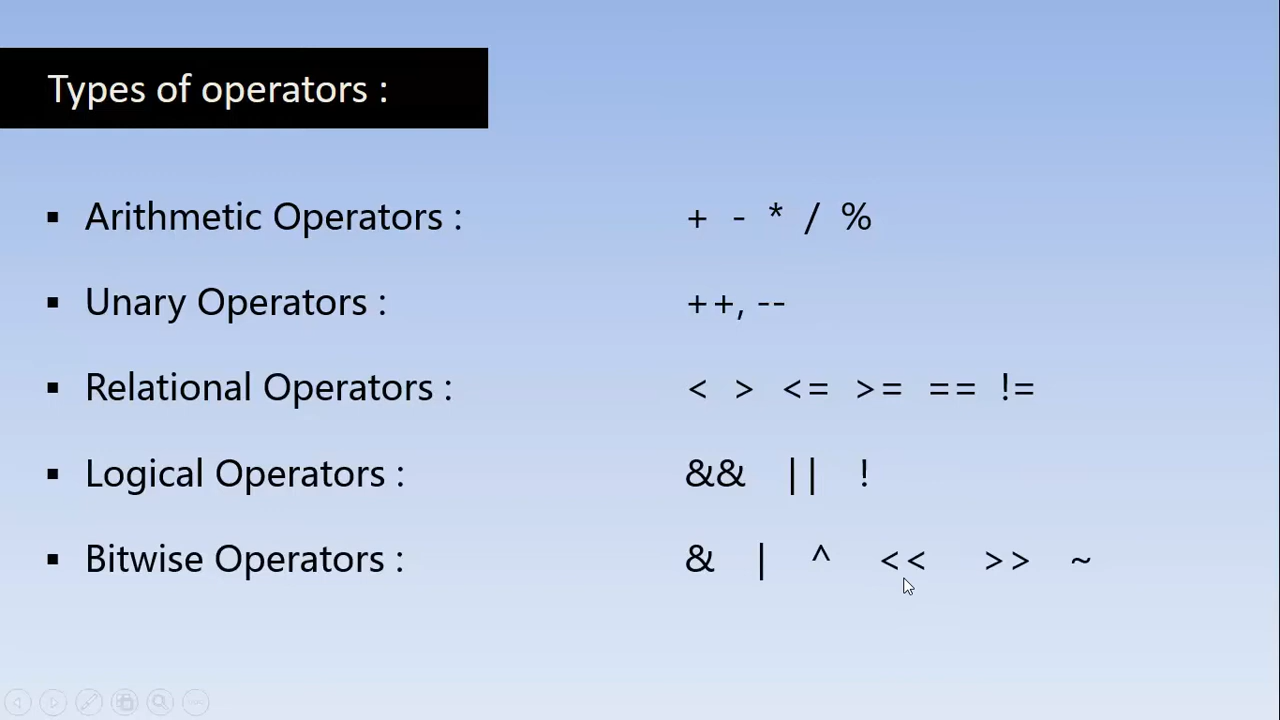 Types of operators :
▪ Arithmetic Operators : + - * / %
▪ Unary Operators : ++, --
▪ Relational Operators : < > <= >= == !=
▪ Logical Operators : && || !
▪ Bitwise Operators : & | ^ << >> ~